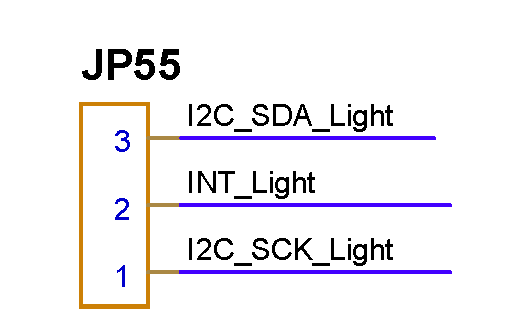 JP55
3 I2C_SDA_Light
2 INT_Light
1 I2C_SCK_Light